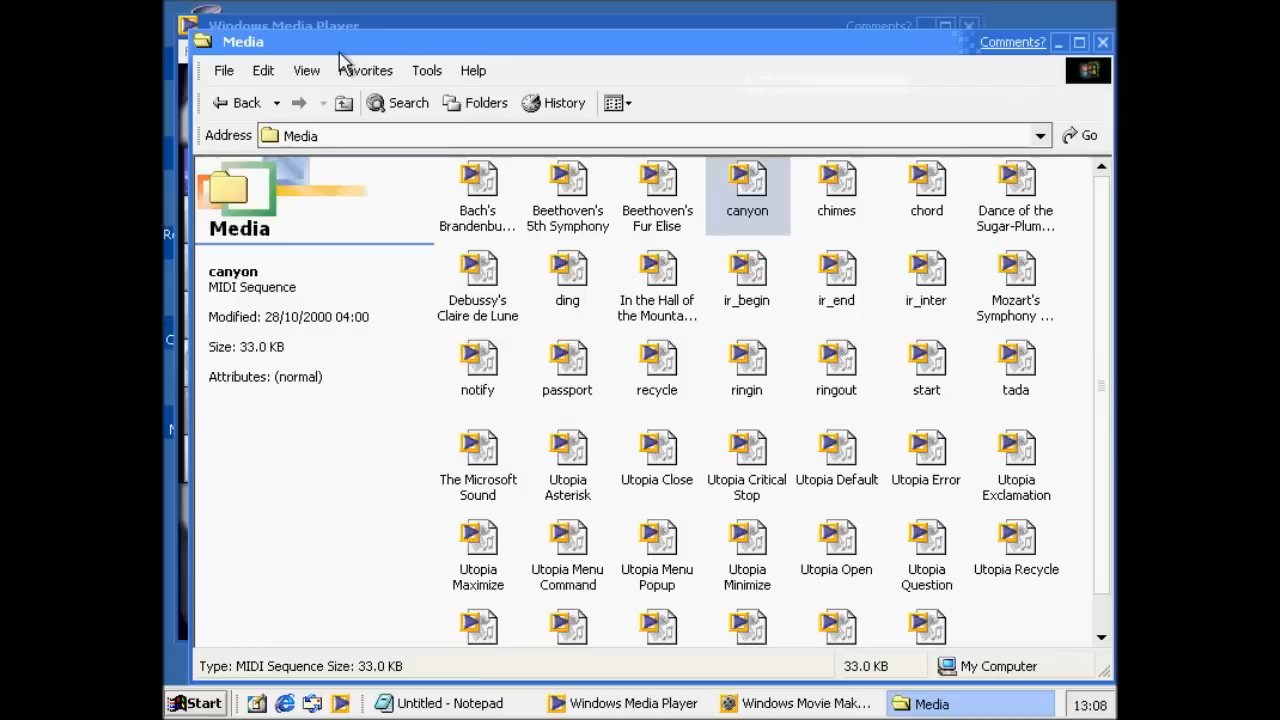 Windows Media Player
Comments?
Media
Comments?
File Edit View Favorites Tools Help
Back Search Folders History
Address Media Go
Media
canyon
MIDI Sequence
Modified: 28/10/2000 04:00
Size: 33.0 KB
Attributes: (normal)
Bach's Brandenbu...
Beethoven's 5th Symphony
Beethoven's Fur Elise
canyon
chimes
chord
Dance of the Sugar-Plum...
Debussy's Claire de Lune
ding
In the Hall of the Mounta...
ir_begin
ir_end
ir_inter
Mozart's Symphony ...
notify
passport
recycle
ringin
ringout
start
tada
The Microsoft Sound
Utopia Asterisk
Utopia Close
Utopia Critical Stop
Utopia Default
Utopia Error
Utopia Exclamation
Utopia Maximize
Utopia Menu Command
Utopia Menu Popup
Utopia Minimize
Utopia Open
Utopia Question
Utopia Recycle
Type: MIDI Sequence Size: 33.0 KB
33.0 KB
My Computer
Start
Untitled - Notepad
Windows Media Player
Windows Movie Mak...
Media
13:08